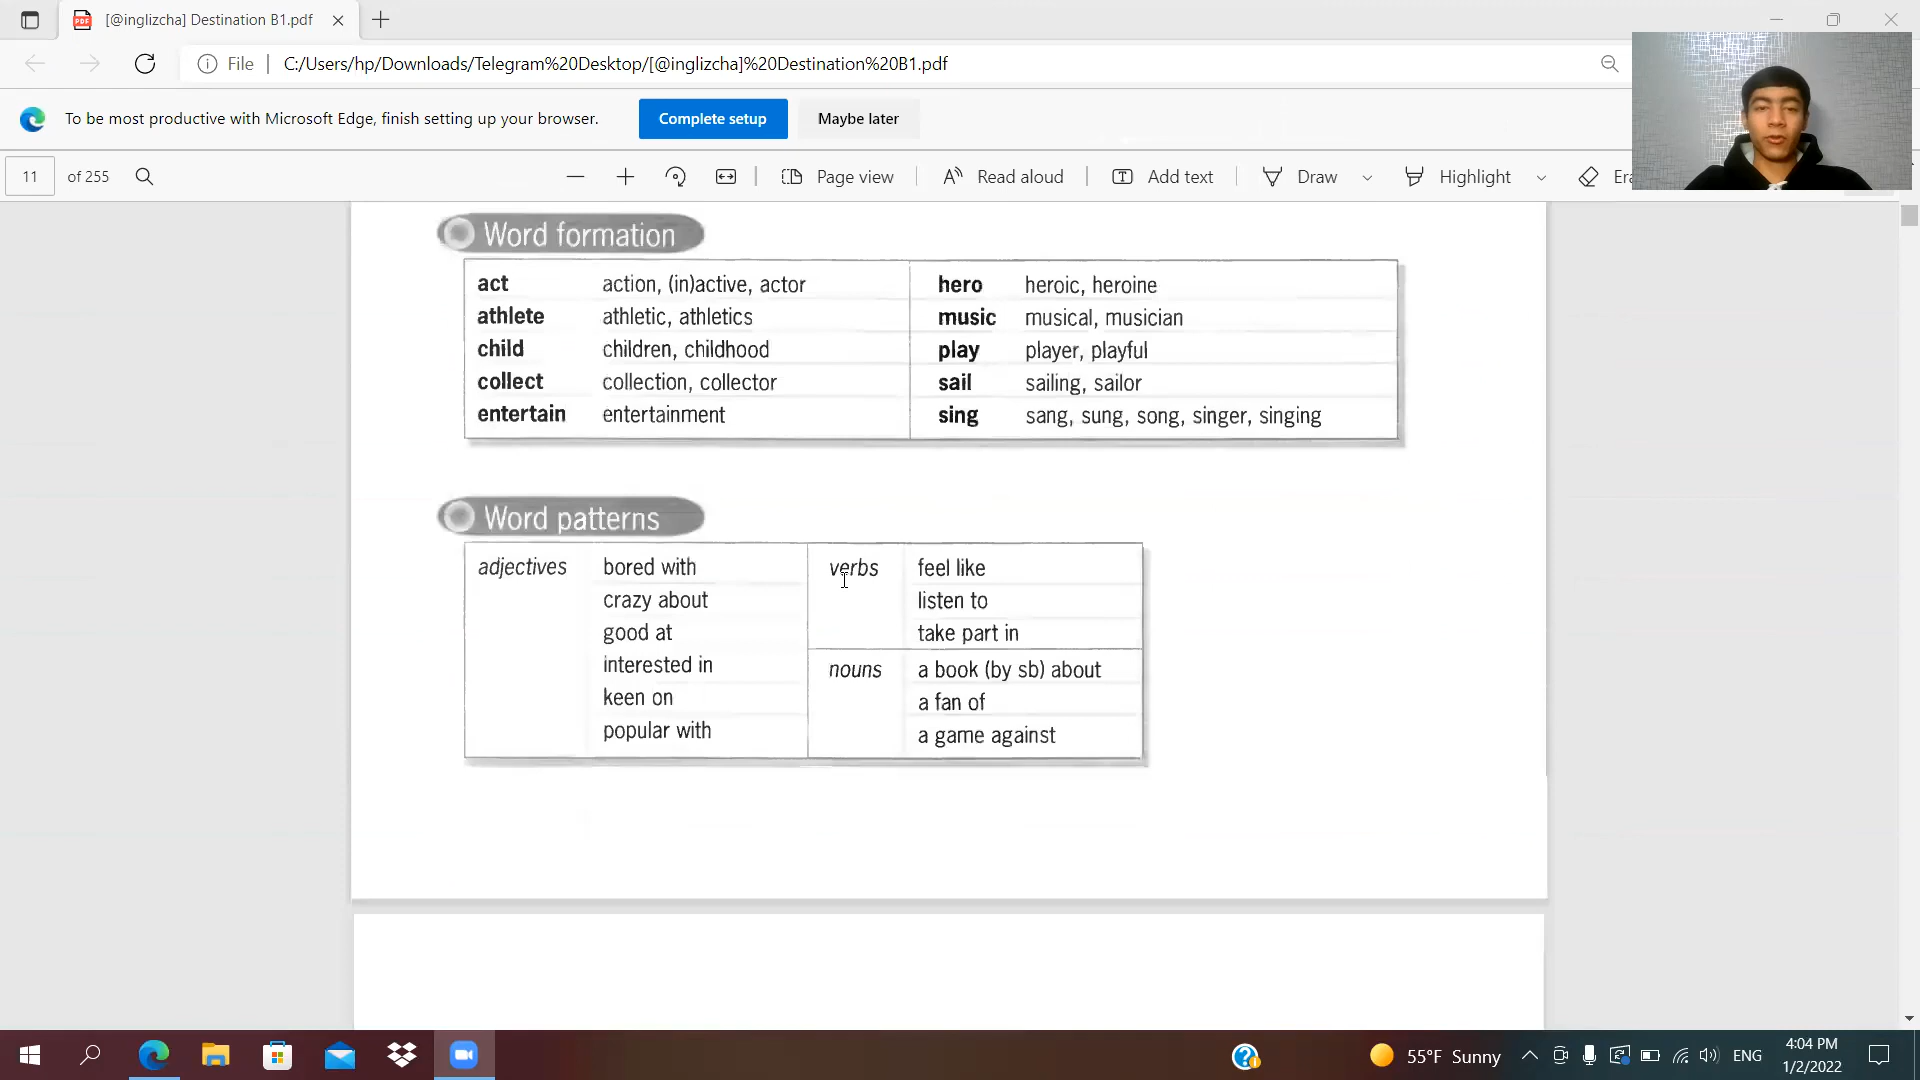 [@inglizcha] Destination B1.pdf
File C:/Users/hp/Downloads/Telegram%20Desktop/[@inglizcha]%20Destination%20B1.pdf
To be most productive with Microsoft Edge, finish setting up your browser. Complete setup Maybe later
11 of 255 Page view Read aloud Add text Draw Highlight
Word formation
act action, (in)active, actor hero heroic, heroine
athlete athletic, athletics music musical, musician
child children, childhood play player, playful
collect collection, collector sail sailing, sailor
entertain entertainment sing sang, sung, song, singer, singing
Word patterns
adjectives bored with verbs feel like
crazy about listen to
good at take part in
interested in nouns a book (by sb) about
keen on a fan of
popular with a game against
55°F Sunny ENG 4:04 PM
1/2/2022